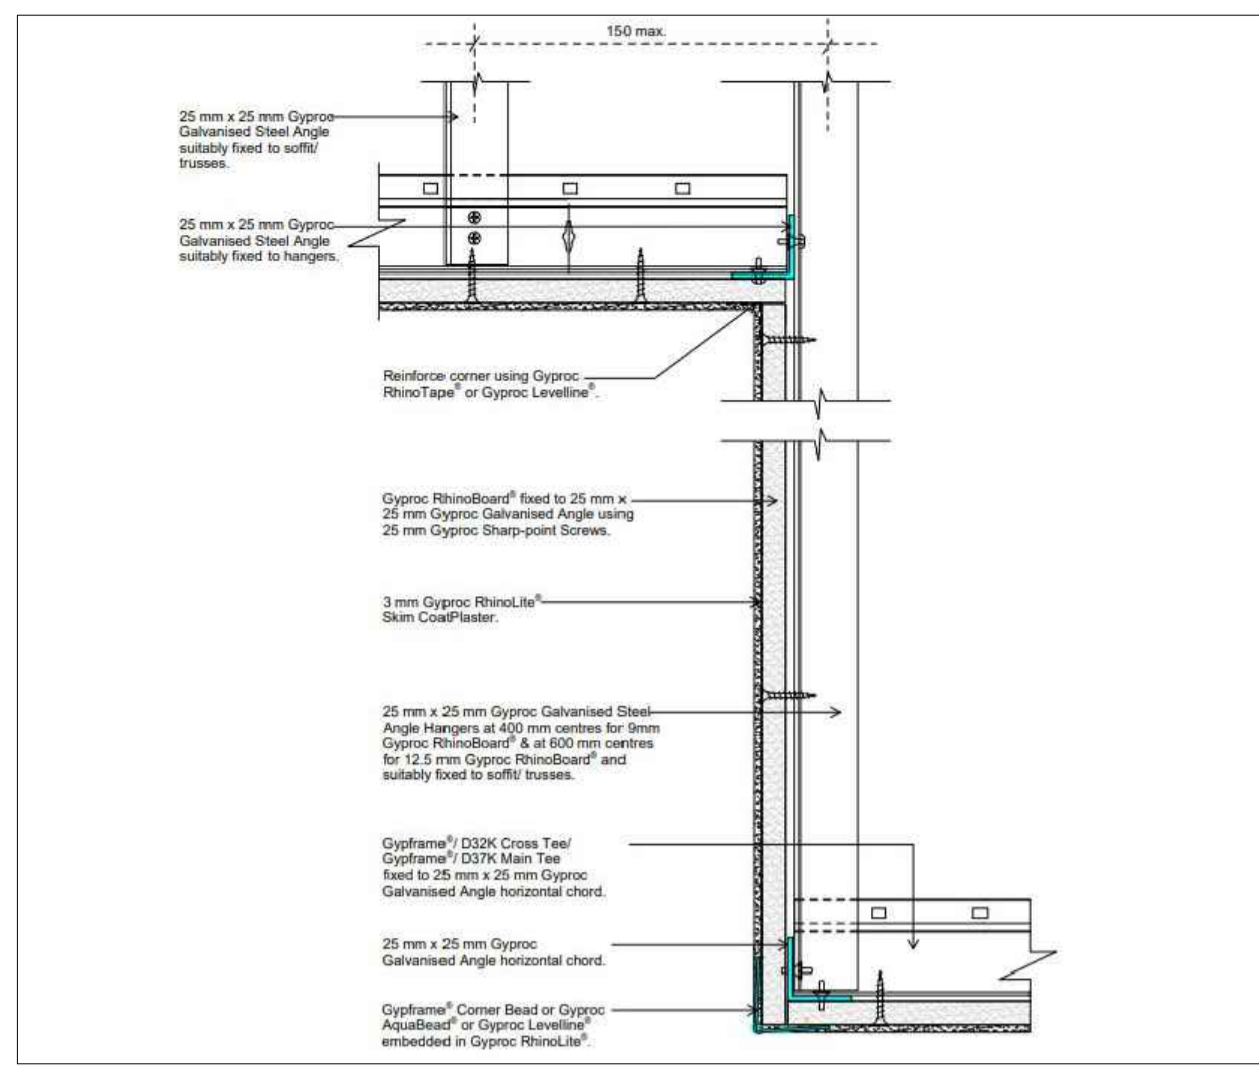 150 max.
25 mm x 25 mm Gyproc
Galvanised Steel Angle
suitably fixed to soffit/
trusses.
25 mm x 25 mm Gyproc
Galvanised Steel Angle
suitably fixed to hangers.
Reinforce corner using Gyproc
RhinoTape® or Gyproc Levelline®.
Gyproc RhinoBoard® fixed to 25 mm x
25 mm Gyproc Galvanised Angle using
25 mm Gyproc Sharp-point Screws.
3 mm Gyproc RhinoLite®
Skim CoatPlaster.
25 mm x 25 mm Gyproc Galvanised Steel
Angle Hangers at 400 mm centres for 9mm
Gyproc RhinoBoard® & at 600 mm centres
for 12.5 mm Gyproc RhinoBoard® and
suitably fixed to soffit/ trusses.
Gypframe®/ D32K Cross Tee/
Gypframe®/ D37K Main Tee
fixed to 25 mm x 25 mm Gyproc
Galvanised Angle horizontal chord.
25 mm x 25 mm Gyproc
Galvanised Angle horizontal chord.
Gypframe® Corner Bead or Gyproc
AquaBead® or Gyproc Levelline®
embedded in Gyproc RhinoLite®.